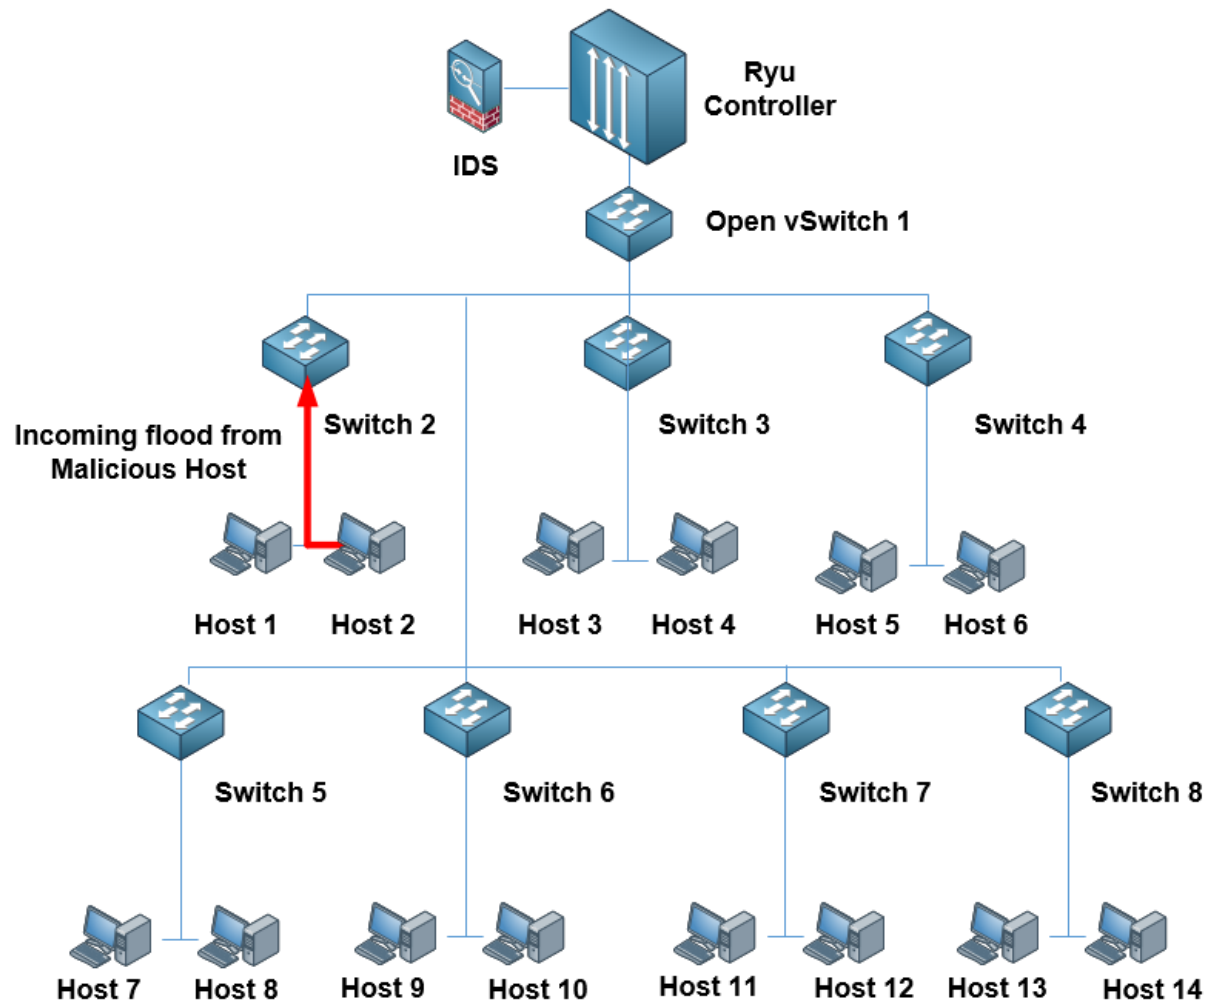 Ryu
Controller
IDS
Open vSwitch 1
Switch 2
Switch 3
Switch 4
Incoming flood from
Malicious Host
Host 1
Host 2
Host 3
Host 4
Host 5
Host 6
Switch 5
Switch 6
Switch 7
Switch 8
Host 7
Host 8
Host 9
Host 10
Host 11
Host 12
Host 13
Host 14